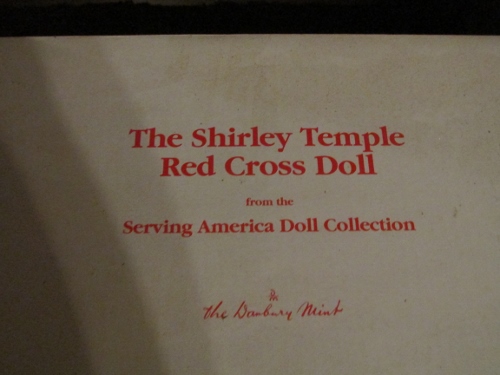 The Shirley Temple
Red Cross Doll
from the
Serving America Doll Collection
The Danbury Mint